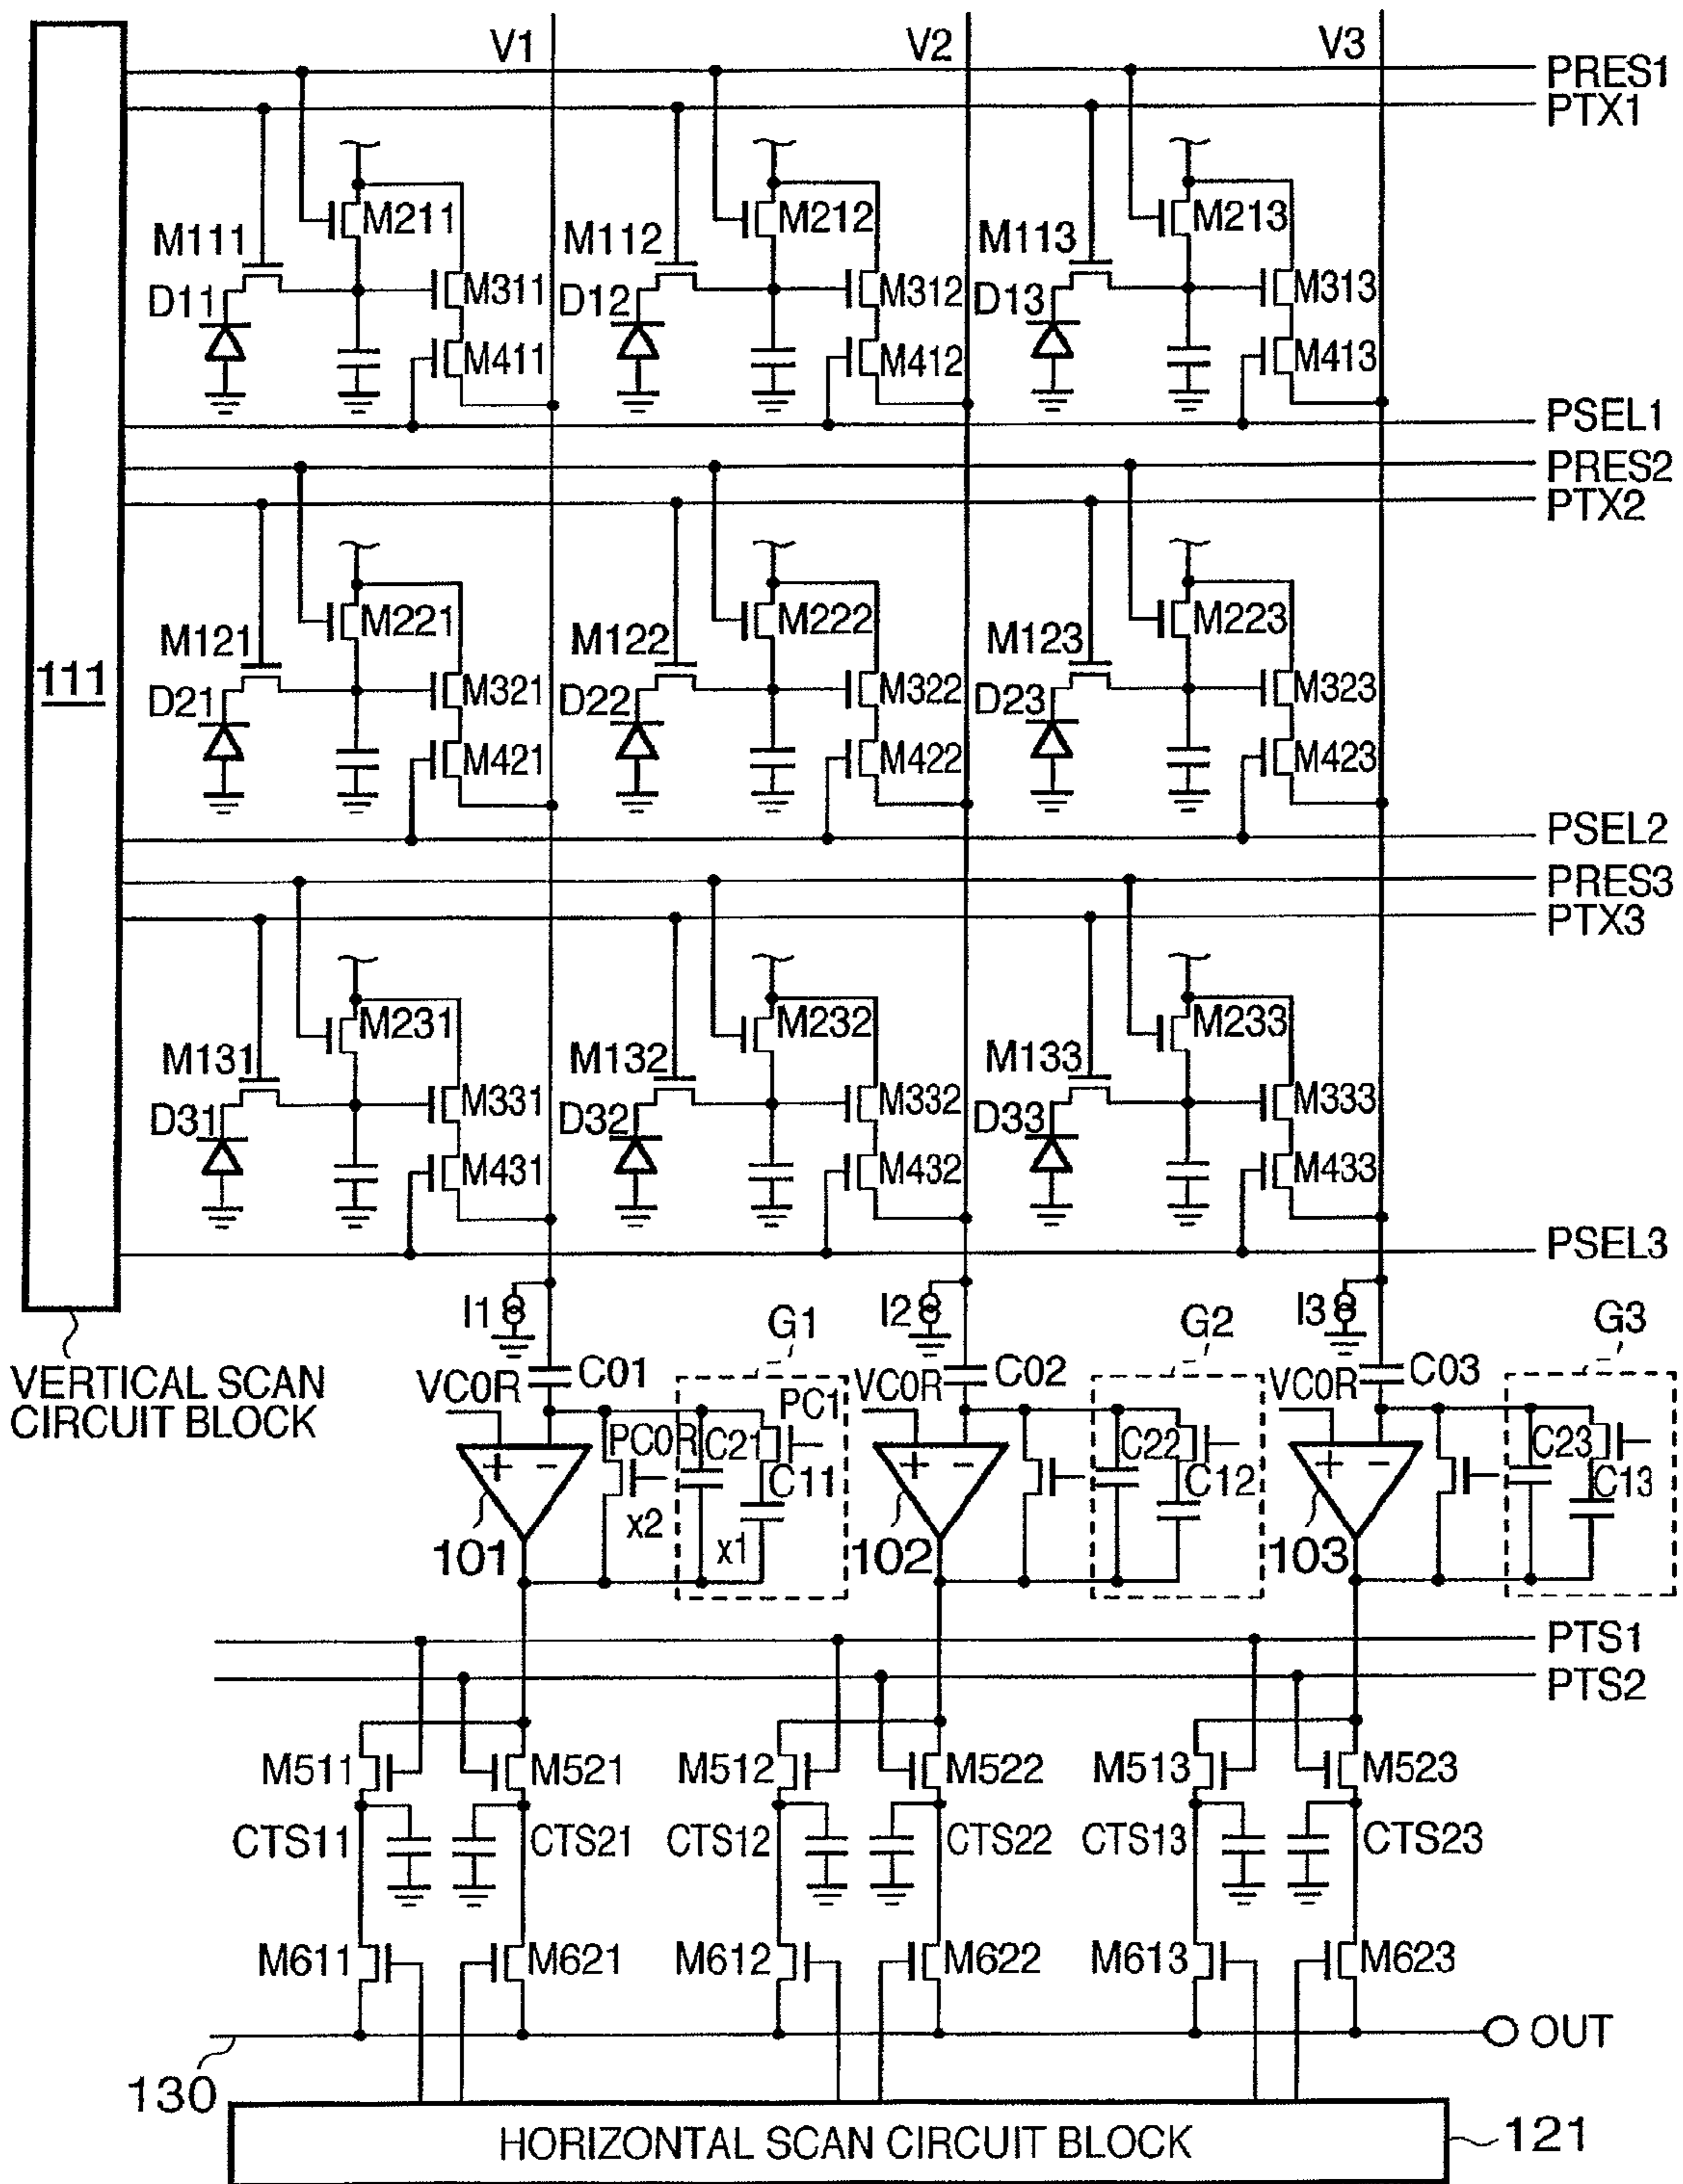 V1 V2 V3
PRES1
PTX1
M211 M212 M213
M111 M112 M113
D11 M311 D12 M312 D13 M313
M411 M412 M413
PSEL1
PRES2
PTX2
M221 M222 M223
M121 M122 M123
111
D21 M321 D22 M322 D23 M323
M421 M422 M423
PSEL2
PRES3
PTX3
M231 M232 M233
M131 M132 M133
D31 M331 D32 M332 D33 M333
M431 M432 M433
PSEL3
I1 G1 I2 G2 I3 G3
VERTICAL SCAN
CIRCUIT BLOCK
VC0R C01 PC1 VC0R C02 VC0R C03
PC0R C21 C22 C23
+ - C11 + - C12 + - C13
x2
101 x1 102 103
PTS1
PTS2
M511 M521 M512 M522 M513 M523
CTS11 CTS21 CTS12 CTS22 CTS13 CTS23
M611 M621 M612 M622 M613 M623
OUT
130
HORIZONTAL SCAN CIRCUIT BLOCK 121